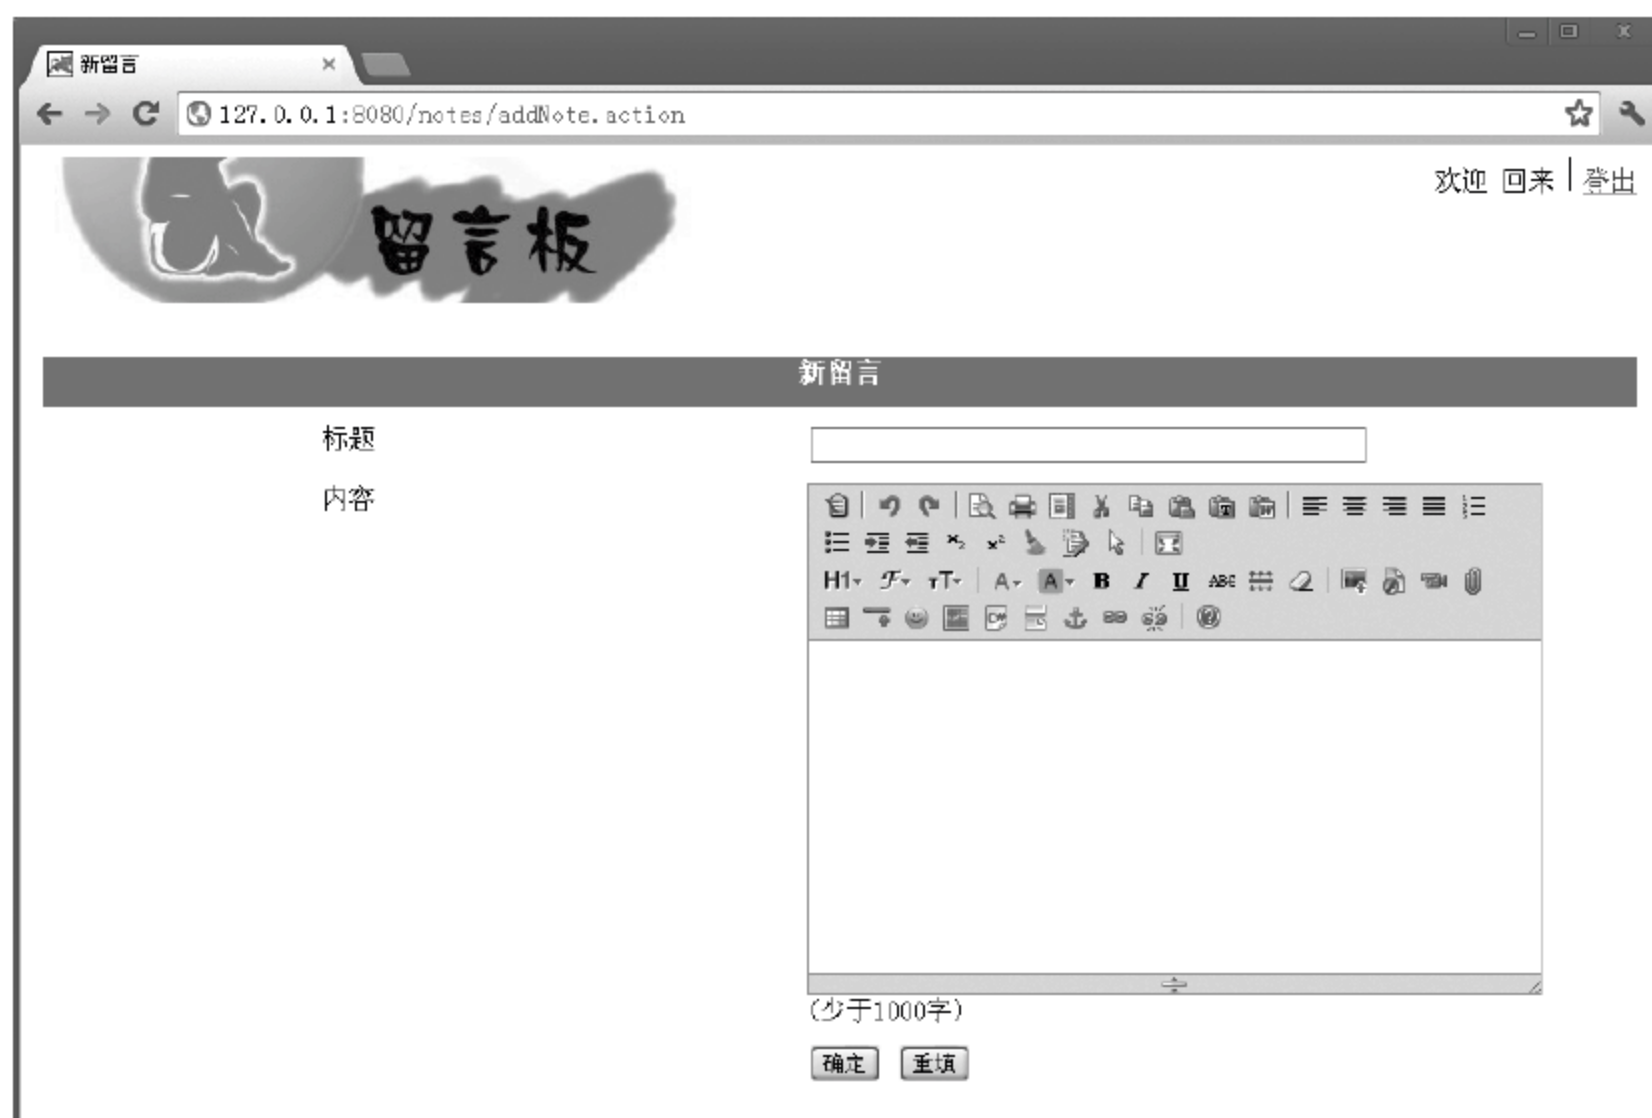 新留言
127.0.0.1:8080/notes/addNote.action
欢迎 回来 | 登出
留言板
新留言
标题
内容
H1 F TT A A B I U ABC
(少于1000字)
确定 重填